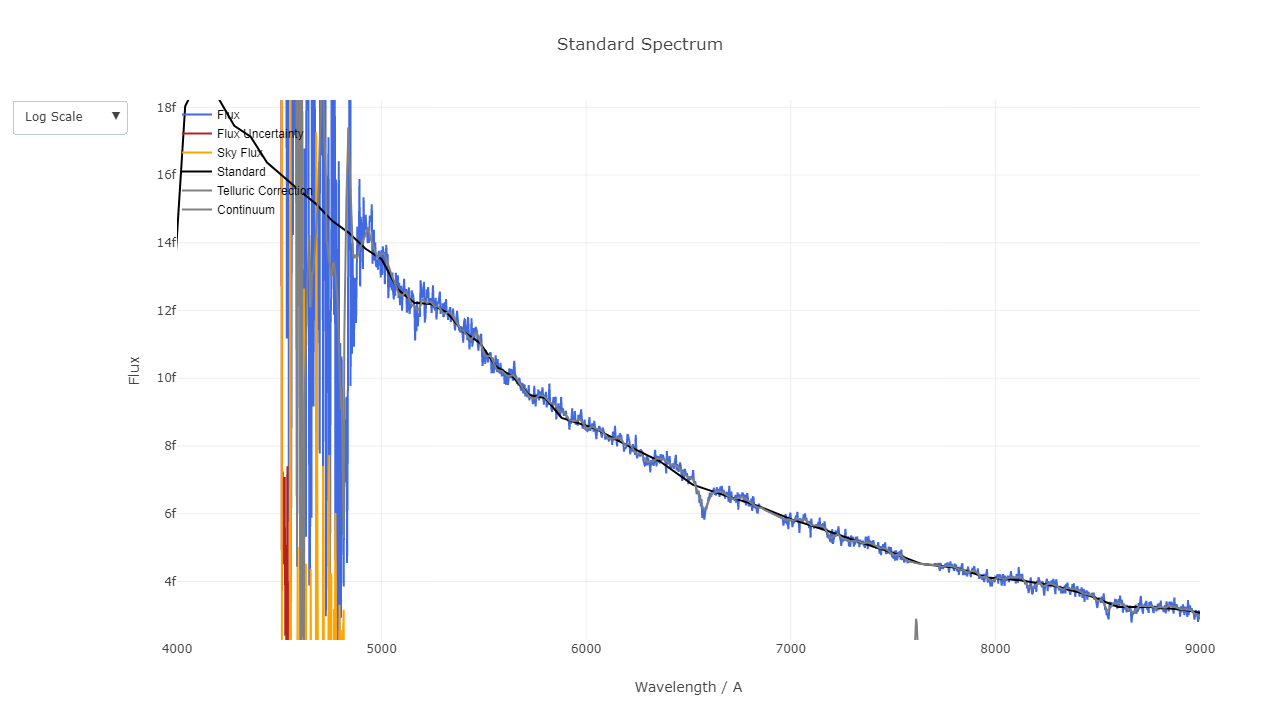 Standard Spectrum
Log Scale ▼
Flux
Flux Uncertainty
Sky Flux
Standard
Telluric Correction
Continuum
18f
16f
14f
12f
10f
8f
6f
4f
Flux
4000 5000 6000 7000 8000 9000
Wavelength / A